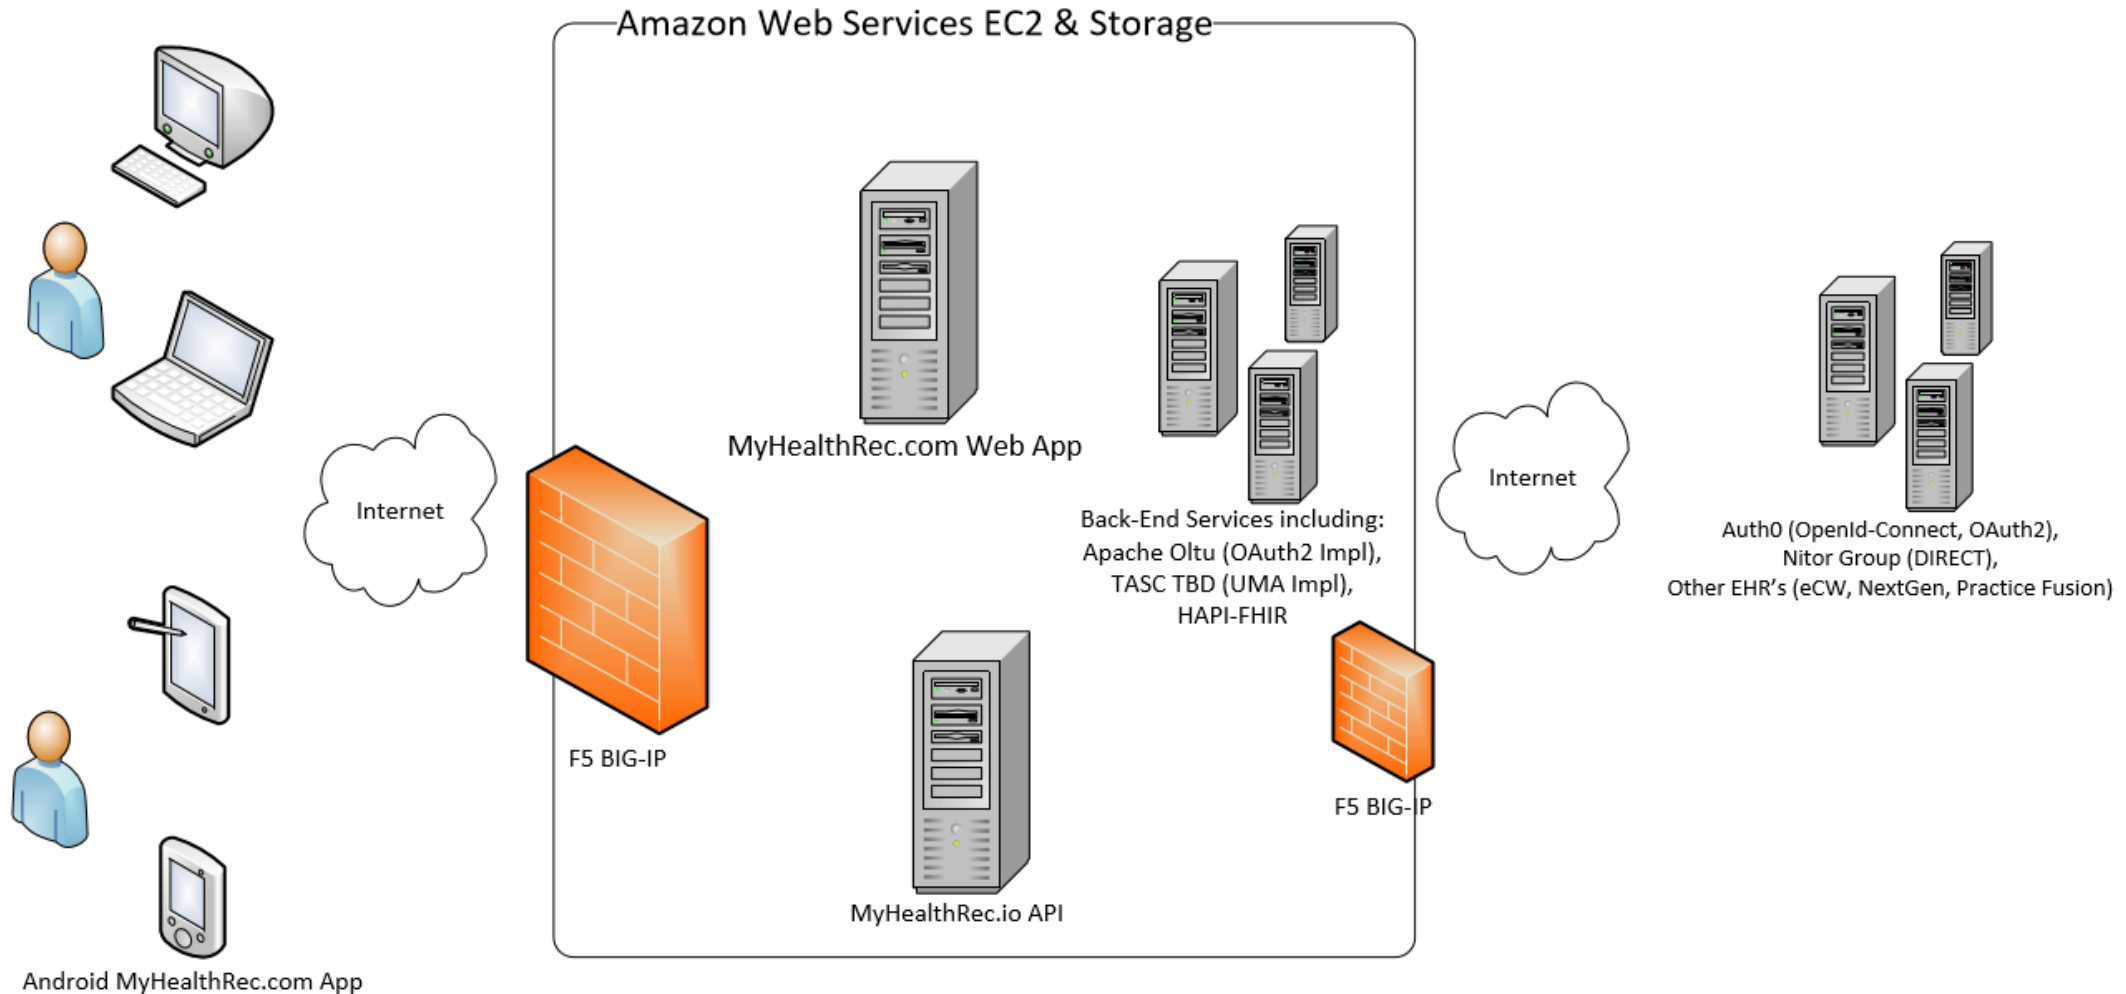 Amazon Web Services EC2 & Storage
MyHealthRec.com Web App
Internet
Internet
Back-End Services including:
Apache Oltu (OAuth2 Impl),
TASC TBD (UMA Impl),
HAPI-FHIR
Auth0 (OpenId-Connect, OAuth2),
Nitor Group (DIRECT),
Other EHR's (eCW, NextGen, Practice Fusion)
F5 BIG-IP
F5 BIG-IP
MyHealthRec.io API
Android MyHealthRec.com App